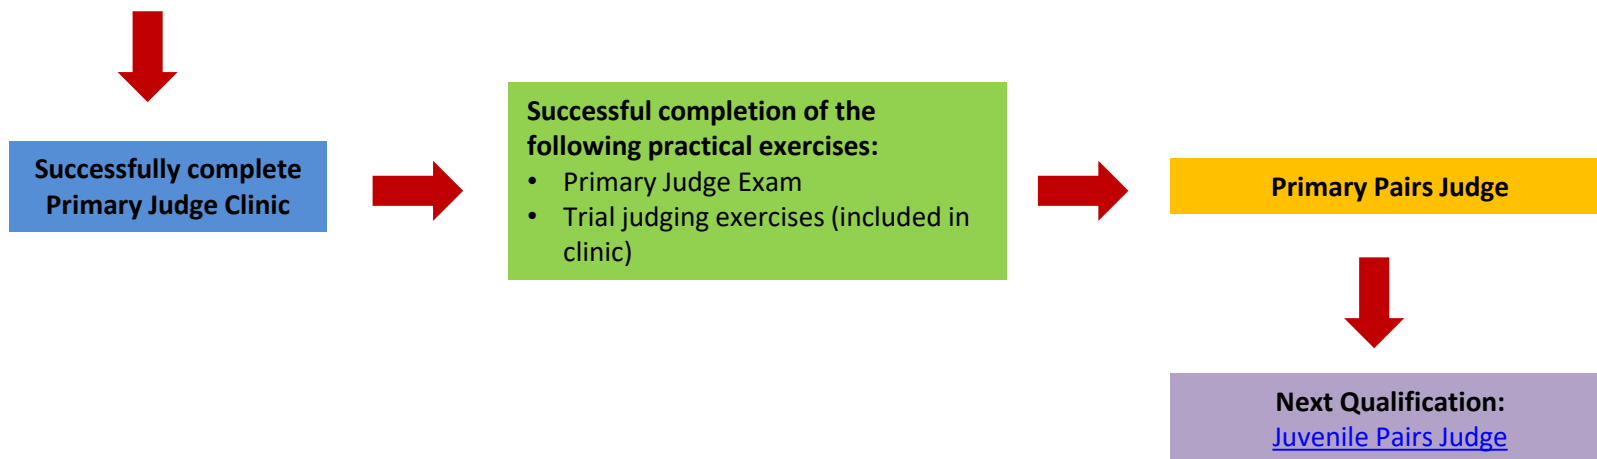 Successfully complete
Primary Judge Clinic
Successful completion of the
following practical exercises:
• Primary Judge Exam
• Trial judging exercises (included in
clinic)
Primary Pairs Judge
Next Qualification:
Juvenile Pairs Judge